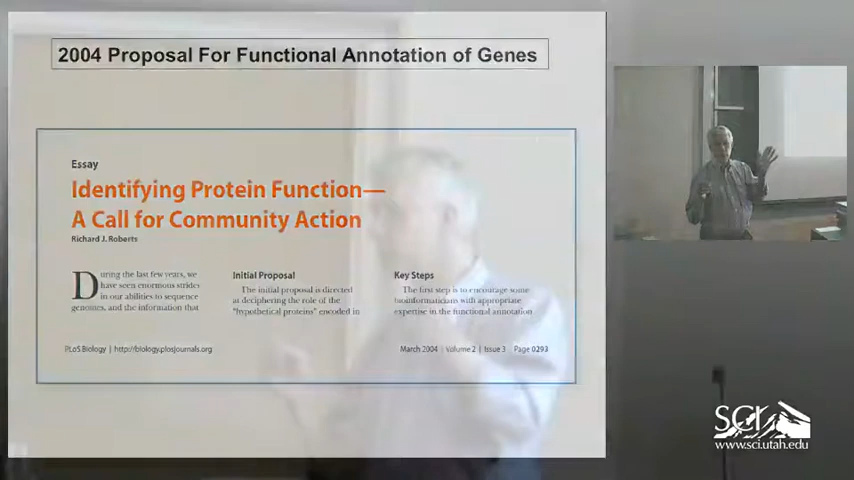 2004 Proposal For Functional Annotation of Genes
Essay
Identifying Protein Function—
A Call for Community Action
Richard J. Roberts
During the last few years, we
have seen enormous strides
in our abilities to sequence
genomes, and the information that
Initial Proposal
The initial proposal is directed
at deciphering the role of the
"hypothetical proteins" encoded in
Key Steps
The first step is to encourage some
bioinformaticians with appropriate
expertise in the functional annotation
PLoS Biology | http://biology.plosjournals.org
March 2004 | Volume 2 | Issue 3 | Page 0293
SCI
www.sci.utah.edu